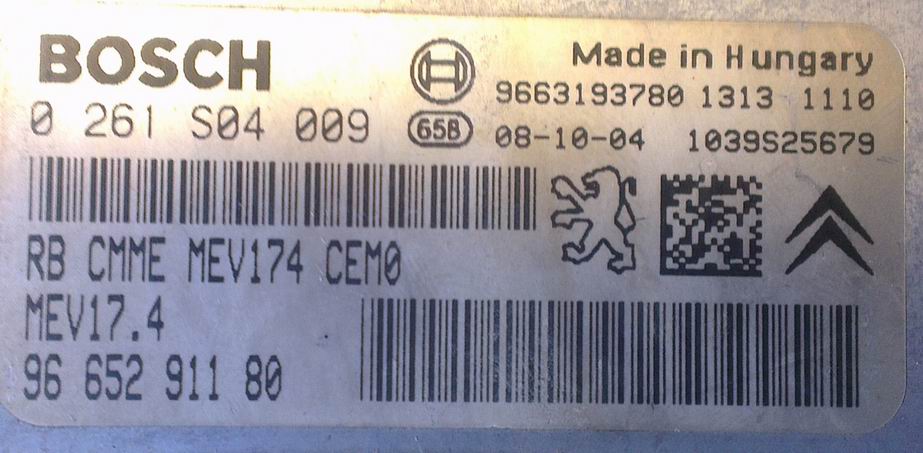 BOSCH
0 261 S04 009
65B
Made in Hungary
9663193780 1313 1110
08-10-04 1039S25679
RB CMME MEV174 CEM0
MEV17.4
96 652 911 80